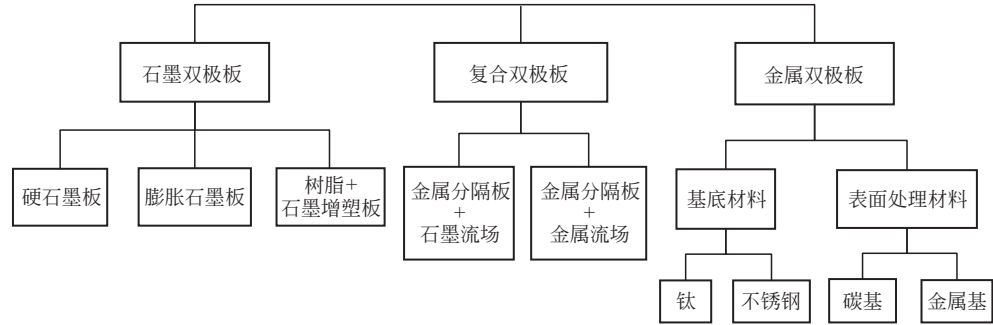 石墨双极板
复合双极板
金属双极板
硬石墨板
膨胀石墨板
树脂+
石墨增塑板
金属分隔板
+
石墨流场
金属分隔板
+
金属流场
基底材料
表面处理材料
钛
不锈钢
碳基
金属基